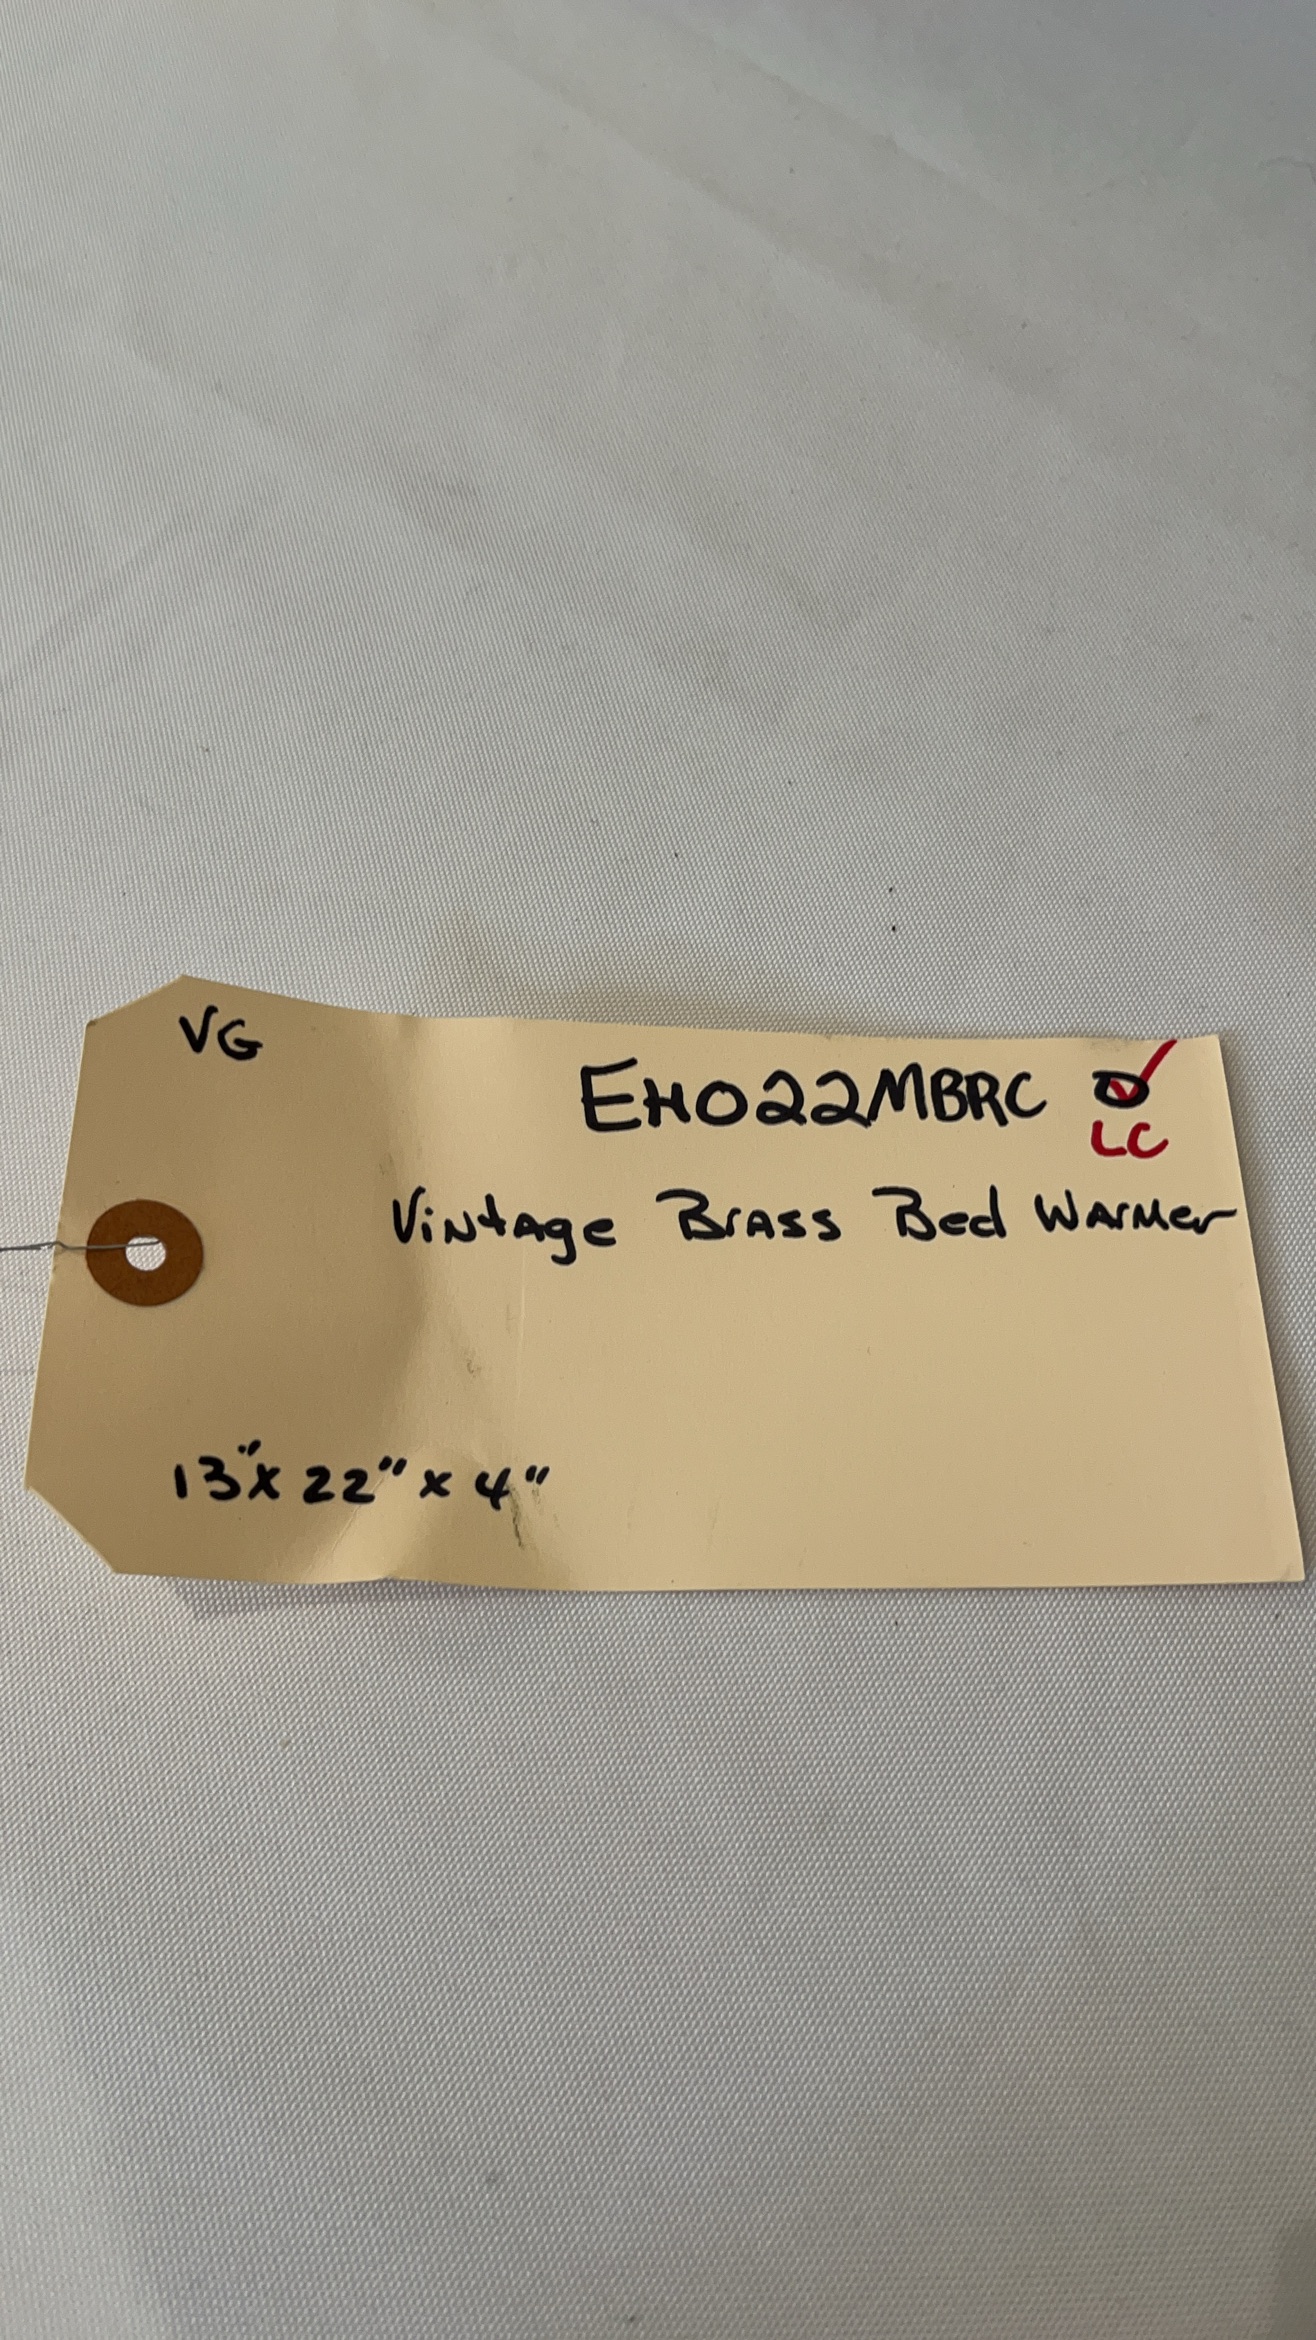 VG
EH022MBRC
LC
Vintage Brass Bed Warmer
13" x 22" x 4"